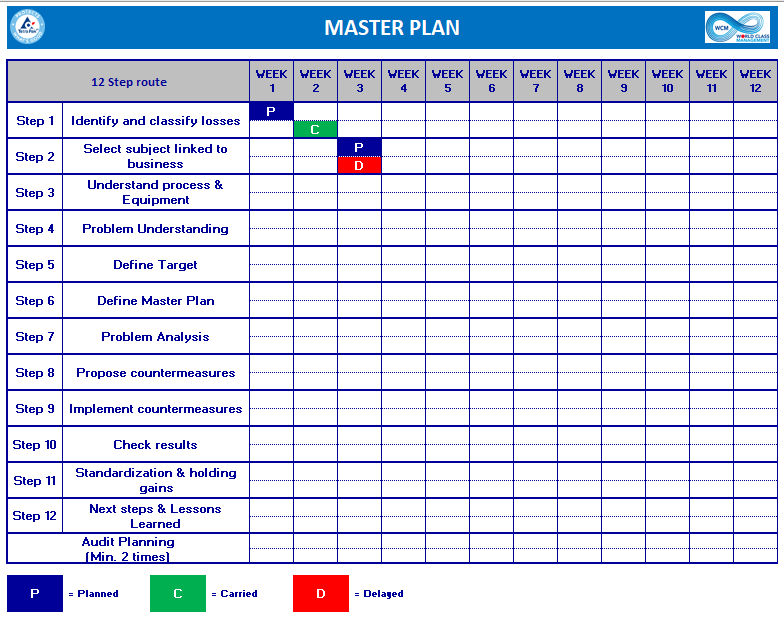 MASTER PLAN
Tetra Pak
WCM
WORLD CLASS
MANAGEMENT
12 Step route
WEEK 1
WEEK 2
WEEK 3
WEEK 4
WEEK 5
WEEK 6
WEEK 7
WEEK 8
WEEK 9
WEEK 10
WEEK 11
WEEK 12
Step 1
Identify and classify losses
P
C
Step 2
Select subject linked to
business
P
D
Step 3
Understand process &
Equipment
Step 4
Problem Understanding
Step 5
Define Target
Step 6
Define Master Plan
Step 7
Problem Analysis
Step 8
Propose countermeasures
Step 9
Implement countermeasures
Step 10
Check results
Step 11
Standardization & holding
gains
Step 12
Next steps & Lessons
Learned
Audit Planning
(Min. 2 times)
P = Planned
C = Carried
D = Delayed